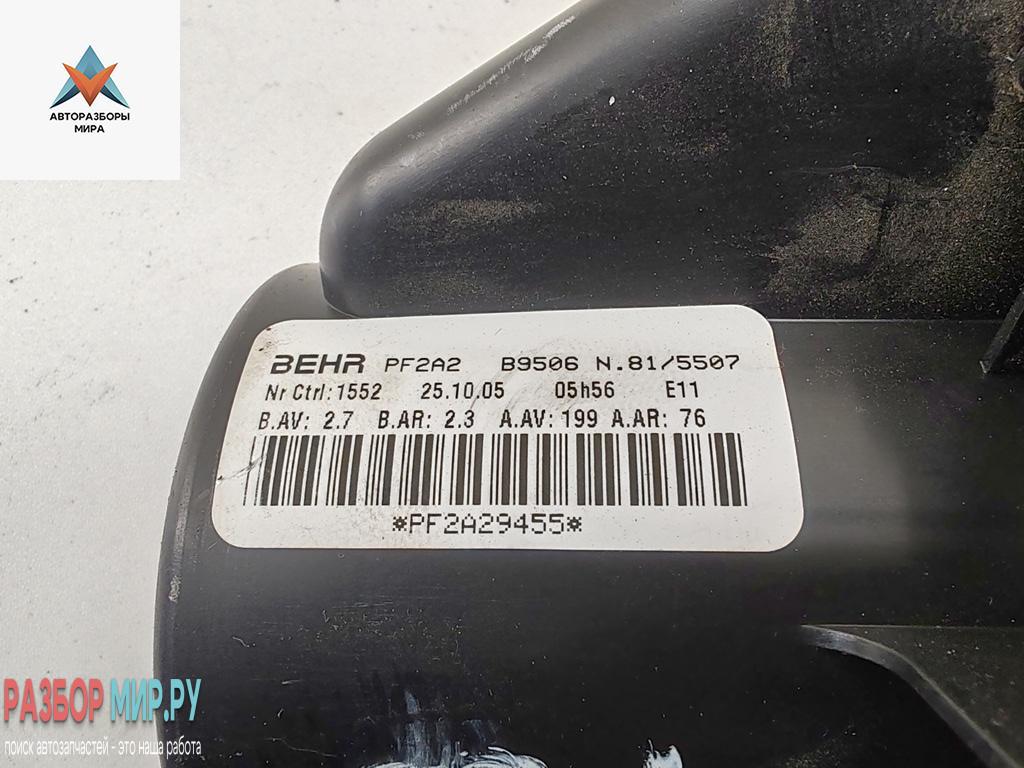 АВТОРАЗБОРЫ
МИРА
BEHR PF2A2 B9506 N.81/5507
Nr Ctrl:1552 25.10.05 05h56 E11
B.AV: 2.7 B.AR: 2.3 A.AV: 199 A.AR: 76
*PF2A29455*
РАЗБОР МИР.РУ
поиск автозапчастей - это наша работа